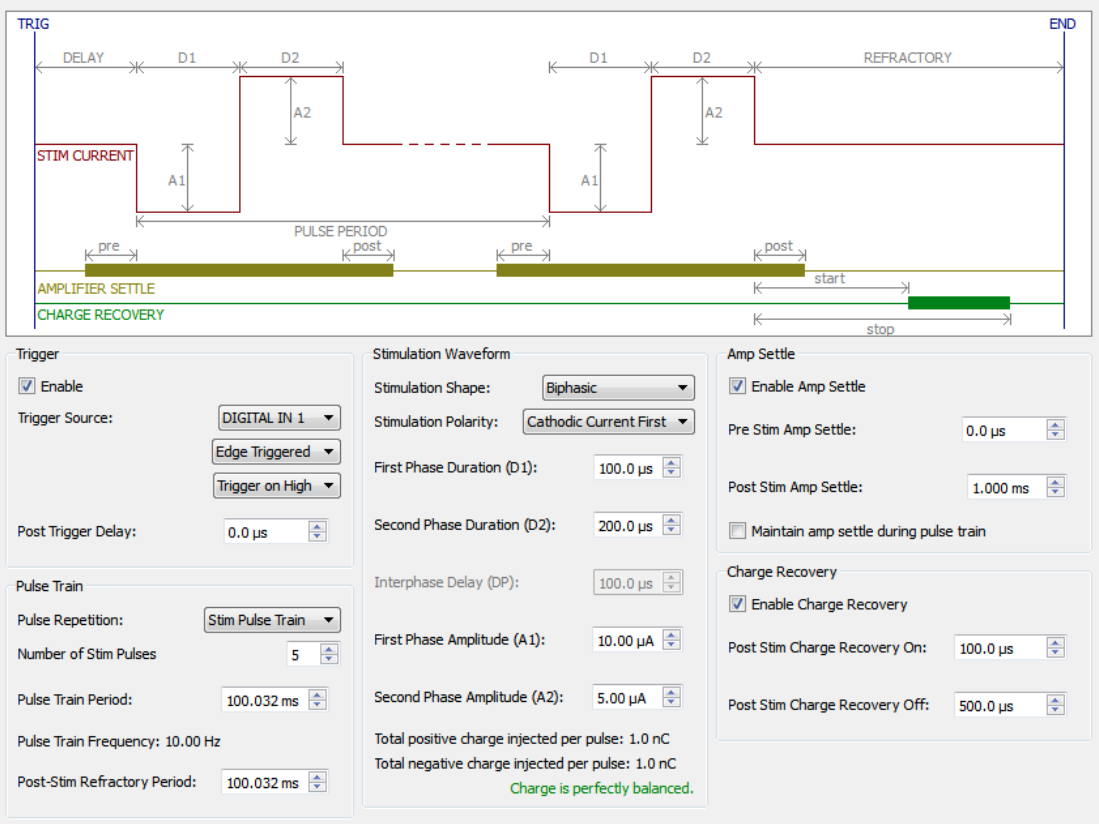 TRIG END
DELAY D1 D2 D1 D2 REFRACTORY
A2 A2
STIM CURRENT
A1 A1
PULSE PERIOD
pre post pre post
AMPLIFIER SETTLE
start
CHARGE RECOVERY
stop
Trigger
Enable
Trigger Source: DIGITAL IN 1
Edge Triggered
Trigger on High
Post Trigger Delay: 0.0 µs
Pulse Train
Pulse Repetition: Stim Pulse Train
Number of Stim Pulses 5
Pulse Train Period: 100.032 ms
Pulse Train Frequency: 10.00 Hz
Post-Stim Refractory Period: 100.032 ms
Stimulation Waveform
Stimulation Shape: Biphasic
Stimulation Polarity: Cathodic Current First
First Phase Duration (D1): 100.0 µs
Second Phase Duration (D2): 200.0 µs
Interphase Delay (DP): 100.0 µs
First Phase Amplitude (A1): 10.00 µA
Second Phase Amplitude (A2): 5.00 µA
Total positive charge injected per pulse: 1.0 nC
Total negative charge injected per pulse: 1.0 nC
Charge is perfectly balanced.
Amp Settle
Enable Amp Settle
Pre Stim Amp Settle: 0.0 µs
Post Stim Amp Settle: 1.000 ms
Maintain amp settle during pulse train
Charge Recovery
Enable Charge Recovery
Post Stim Charge Recovery On: 100.0 µs
Post Stim Charge Recovery Off: 500.0 µs